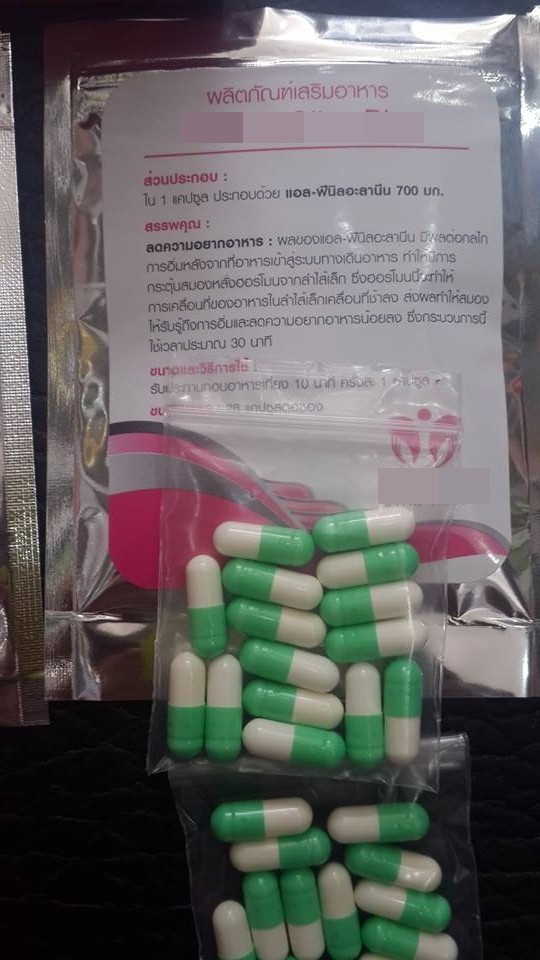 ผลิตภัณฑ์เสริมอาหาร
ส่วนประกอบ :
ใน 1 แคปซูล ประกอบด้วย แอล-ฟีนิลอะลานีน 700 มก.
สรรพคุณ :
ลดความอยากอาหาร : ผลของแอล-ฟีนิลอะลานีน มีผลต่อกลไก
การอิ่มหลังจากที่อาหารเข้าสู่ระบบทางเดินอาหาร ทำให้มีการ
กระตุ้นสมองหลั่งฮอร์โมนจากลำไส้เล็ก ซึ่งฮอร์โมนนี้จะทำให้
การเคลื่อนที่ของอาหารในลำไส้เล็กเคลื่อนที่ช้าลง ส่งผลทำให้สมอง
ให้รับรู้ถึงการอิ่มและลดความอยากอาหารน้อยลง ซึ่งกระบวนการนี้
ใช้เวลาประมาณ 30 นาที
ขนาดและวิธีการใช้ :
รับประทานก่อนอาหารเที่ยง 10 นาที ครั้งละ 1 แคปซูล
28 แคปซูลต่อซอง